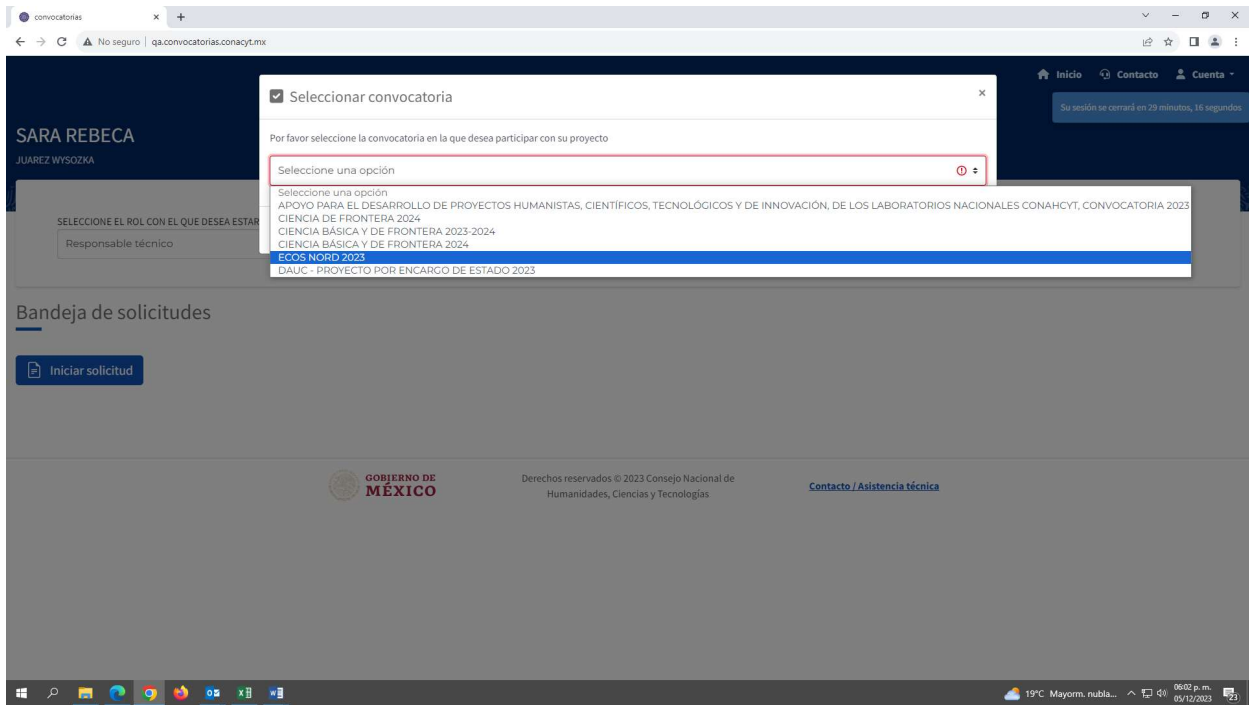 convocatorias
No seguro
qa.convocatorias.conacyt.mx
Inicio
Contacto
Cuenta
Su sesión se cerrará en 29 minutos, 16 segundos
SARA REBECA
JUAREZ WYSOZKA
Seleccionar convocatoria
Por favor seleccione la convocatoria en la que desea participar con su proyecto
Seleccione una opción
Seleccione una opción
APOYO PARA EL DESARROLLO DE PROYECTOS HUMANISTAS, CIENTÍFICOS, TECNOLÓGICOS Y DE INNOVACIÓN, DE LOS LABORATORIOS NACIONALES CONAHCYT, CONVOCATORIA 2023
CIENCIA DE FRONTERA 2024
CIENCIA BÁSICA Y DE FRONTERA 2023-2024
CIENCIA BÁSICA Y DE FRONTERA 2024
ECOS NORD 2023
DAUC - PROYECTO POR ENCARGO DE ESTADO 2023
SELECCIONE EL ROL CON EL QUE DESEA ESTAR
Responsable técnico
Bandeja de solicitudes
Iniciar solicitud
GOBIERNO DE
MÉXICO
Derechos reservados © 2023 Consejo Nacional de
Humanidades, Ciencias y Tecnologías
Contacto / Asistencia técnica
19°C Mayorm. nubla...
06:02 p. m.
05/12/2023
23